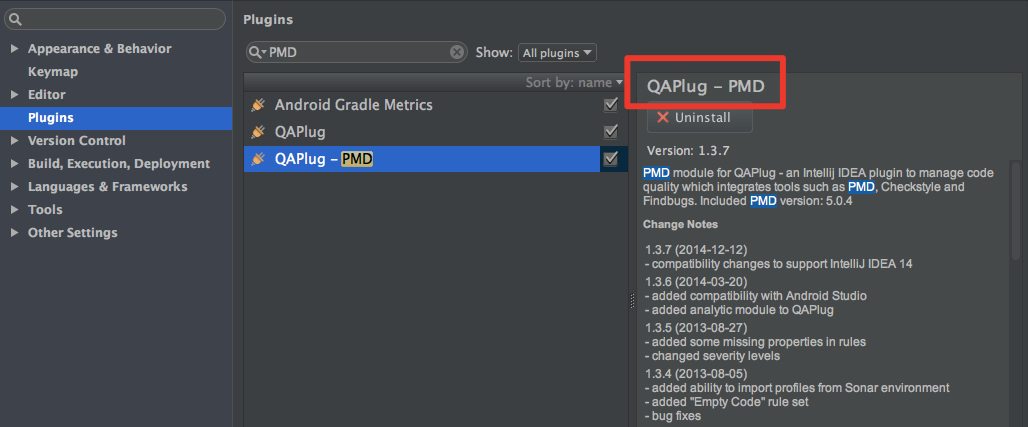 Plugins
Appearance & Behavior
Keymap
Editor
Plugins
Version Control
Build, Execution, Deployment
Languages & Frameworks
Tools
Other Settings
PMD
Show: All plugins
Sort by: name
Android Gradle Metrics
QAPlug
QAPlug – PMD
QAPlug – PMD
Uninstall
Version: 1.3.7
PMD module for QAPlug - an Intellij IDEA plugin to manage code
quality which integrates tools such as PMD, Checkstyle and
Findbugs. Included PMD version: 5.0.4
Change Notes
1.3.7 (2014-12-12)
- compatibility changes to support IntelliJ IDEA 14
1.3.6 (2014-03-20)
- added compatibility with Android Studio
- added analytic module to QAPlug
1.3.5 (2013-08-27)
- added some missing properties in rules
- changed severity levels
1.3.4 (2013-08-05)
- added ability to import profiles from Sonar environment
- added "Empty Code" rule set
- bug fixes